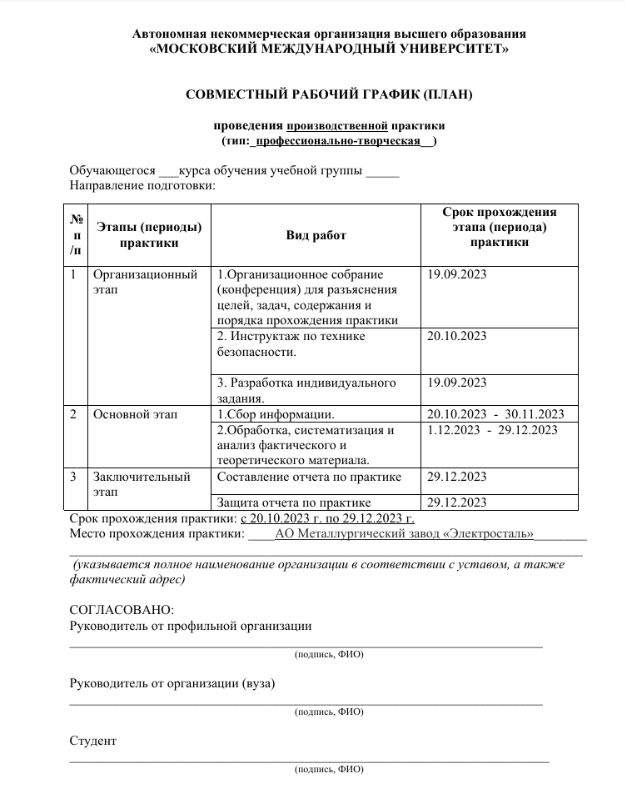 Автономная некоммерческая организация высшего образования
«МОСКОВСКИЙ МЕЖДУНАРОДНЫЙ УНИВЕРСИТЕТ»
СОВМЕСТНЫЙ РАБОЧИЙ ГРАФИК (ПЛАН)
проведения производственной практики
(тип:_профессионально-творческая__)
Обучающегося ___курса обучения учебной группы _____
Направление подготовки:
№ п /п
Этапы (периоды) практики
Вид работ
Срок прохождения этапа (периода) практики
1
Организационный этап
1.Организационное собрание
(конференция) для разъяснения
целей, задач, содержания и
порядка прохождения практики
19.09.2023
2. Инструктаж по технике
безопасности.
20.10.2023
3. Разработка индивидуального
задания.
19.09.2023
2
Основной этап
1.Сбор информации.
20.10.2023 - 30.11.2023
2.Обработка, систематизация и
анализ фактического и
теоретического материала.
1.12.2023 - 29.12.2023
3
Заключительный этап
Составление отчета по практике
29.12.2023
Защита отчета по практике
29.12.2023
Срок прохождения практики: с 20.10.2023 г. по 29.12.2023 г.
Место прохождения практики: ____АО Металлургический завод «Электросталь»________
(указывается полное наименование организации в соответствии с уставом, а также
фактический адрес)
СОГЛАСОВАНО:
Руководитель от профильной организации
(подпись, ФИО)
Руководитель от организации (вуза)
(подпись, ФИО)
Студент
(подпись, ФИО)